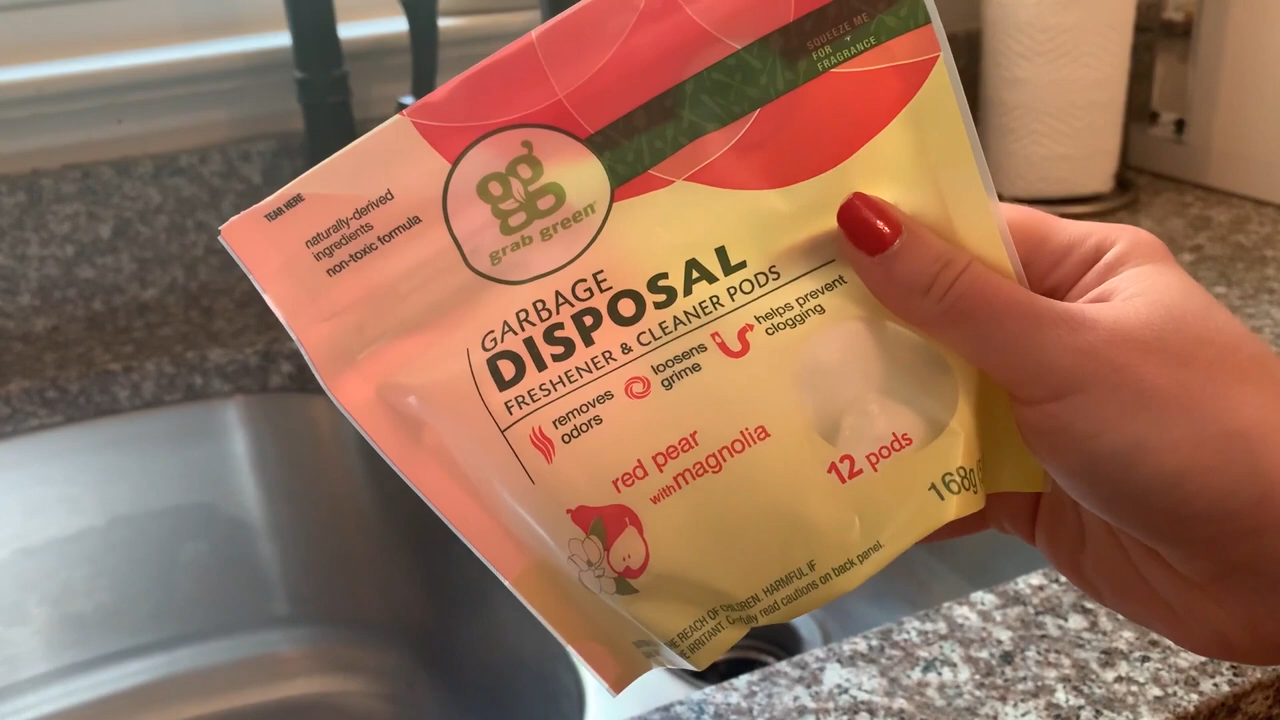 SQUEEZE ME
FOR
FRAGRANCE
TEAR HERE
naturally-derived
ingredients
non-toxic formula
gg
grab green®
GARBAGE
DISPOSAL
FRESHENER & CLEANER PODS
removes
odors
loosens
grime
helps prevent
clogging
red pear
with magnolia
12 pods
168g
REACH OF CHILDREN. HARMFUL IF
IRRITANT. Carefully read cautions on back panel.